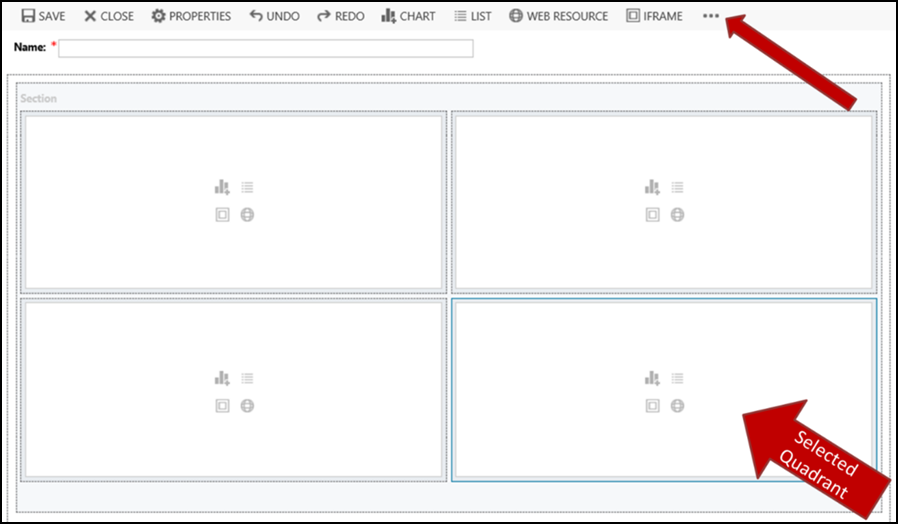 SAVE CLOSE PROPERTIES UNDO REDO CHART LIST WEB RESOURCE IFRAME •••
Name: *
Section
Selected
Quadrant